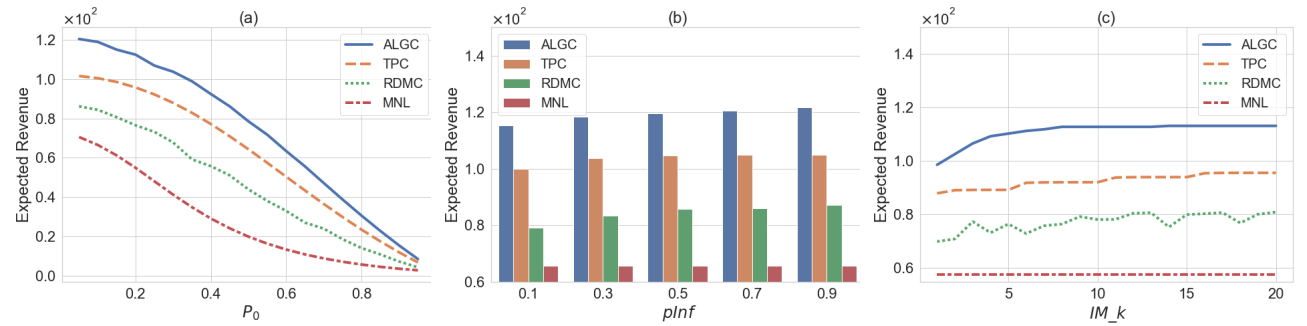 (a)
×10²
Expected Revenue
1.2
1.0
0.8
0.6
0.4
0.2
0.0
ALGC
TPC
RDMC
MNL
0.2 0.4 0.6 0.8
P₀
(b)
×10²
Expected Revenue
1.4
1.2
1.0
0.8
0.6
ALGC
TPC
RDMC
MNL
0.1 0.3 0.5 0.7 0.9
pInf
(c)
×10²
Expected Revenue
1.4
1.2
1.0
0.8
0.6
ALGC
TPC
RDMC
MNL
5 10 15 20
IM_k